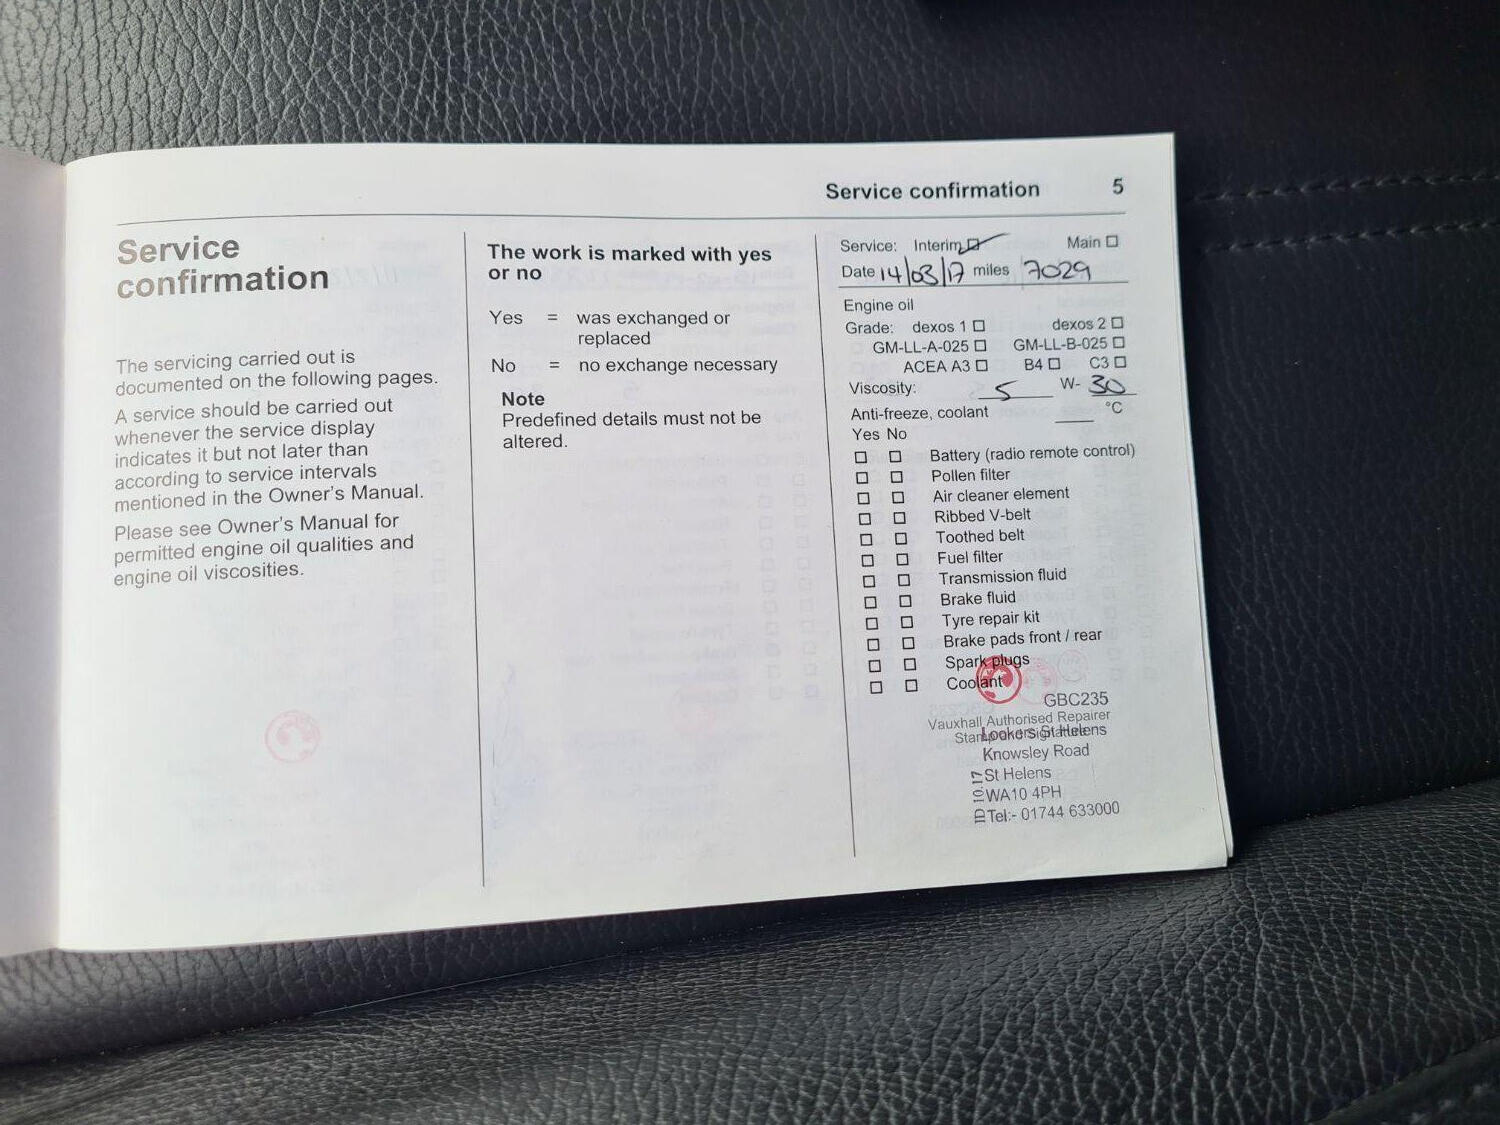 Service confirmation 5
Service
confirmation
The servicing carried out is
documented on the following pages.
A service should be carried out
whenever the service display
indicates it but not later than
according to service intervals
mentioned in the Owner's Manual.
Please see Owner's Manual for
permitted engine oil qualities and
engine oil viscosities.
The work is marked with yes
or no
Yes = was exchanged or
replaced
No = no exchange necessary
Note
Predefined details must not be
altered.
Service: Interim ☑ Main ☐
Date 14/03/17 miles 7029
Engine oil
Grade: dexos 1 ☐ dexos 2 ☐
GM-LL-A-025 ☐ GM-LL-B-025 ☐
ACEA A3 ☐ B4 ☐ C3 ☐
Viscosity: 5 W- 30
Anti-freeze, coolant °C
Yes No
☐ ☐ Battery (radio remote control)
☐ ☐ Pollen filter
☐ ☐ Air cleaner element
☐ ☐ Ribbed V-belt
☐ ☐ Toothed belt
☐ ☐ Fuel filter
☐ ☐ Transmission fluid
☐ ☐ Brake fluid
☐ ☐ Tyre repair kit
☐ ☐ Brake pads front / rear
☐ ☐ Spark plugs
☐ ☐ Coolant
GBC235
Vauxhall Authorised Repairer
Stamp and Signature
Lookers St Helens
Knowsley Road
St Helens
WA10 4PH
Tel:- 01744 633000
ID 10.17